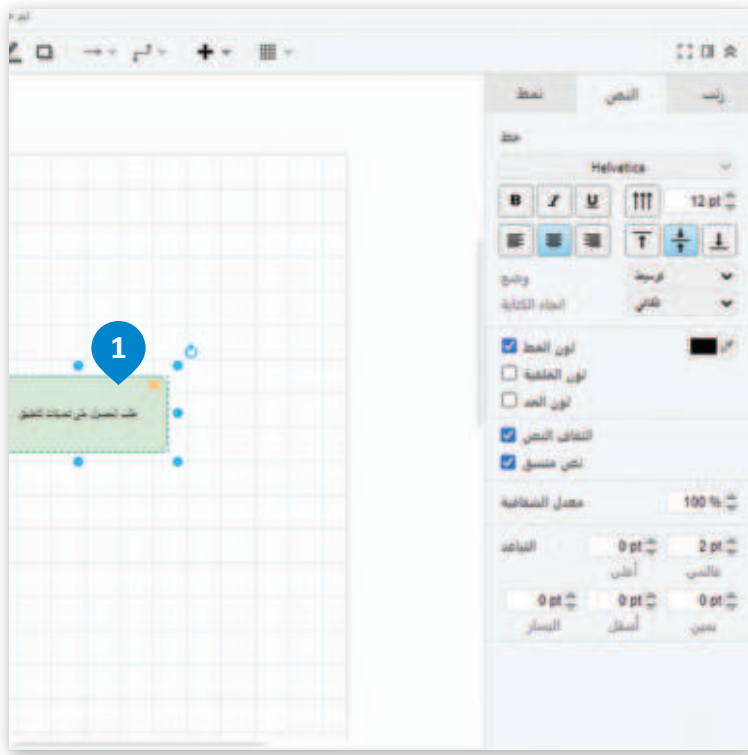 رتب النص نمط
خط
Helvetica
B I U 12 pt
وضع توسيط
اتجاه الكتابة تلقائي
لون الخط
لون الخلفية
لون الحد
التفاف النص
نص منسق
معدل الشفافية 100 %
التباعد 0 pt 2 pt
أعلى عالمي
0 pt 0 pt 0 pt
يمين أسفل اليسار
1
طلب الحصول على تعديلات التطبيق